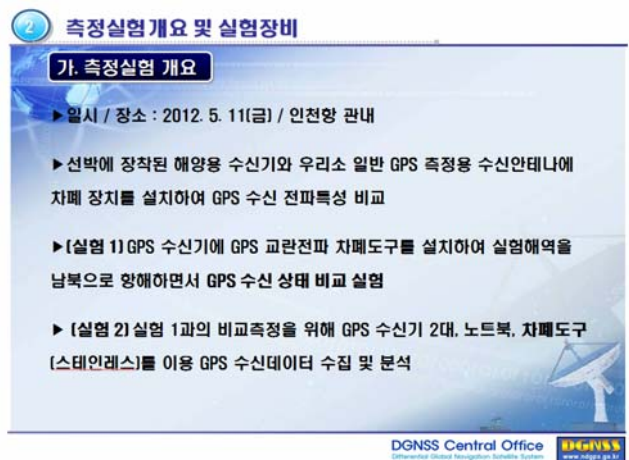 2 측정실험개요 및 실험장비
가. 측정실험 개요
▶일시 / 장소 : 2012. 5. 11(금) / 인천항 관내
▶선박에 장착된 해양용 수신기와 우리소 일반 GPS 측정용 수신안테나에
차폐 장치를 설치하여 GPS 수신 전파특성 비교
▶(실험 1) GPS 수신기에 GPS 교란전파 차폐도구를 설치하여 실험해역을
남북으로 항해하면서 GPS 수신 상태 비교 실험
▶ (실험 2) 실험 1과의 비교측정을 위해 GPS 수신기 2대, 노트북, 차폐도구
(스테인레스)를 이용 GPS 수신데이터 수집 및 분석
DGNSS Central Office
Differential Global Navigation Satellite System
DGNSS
www.ndgps.go.kr